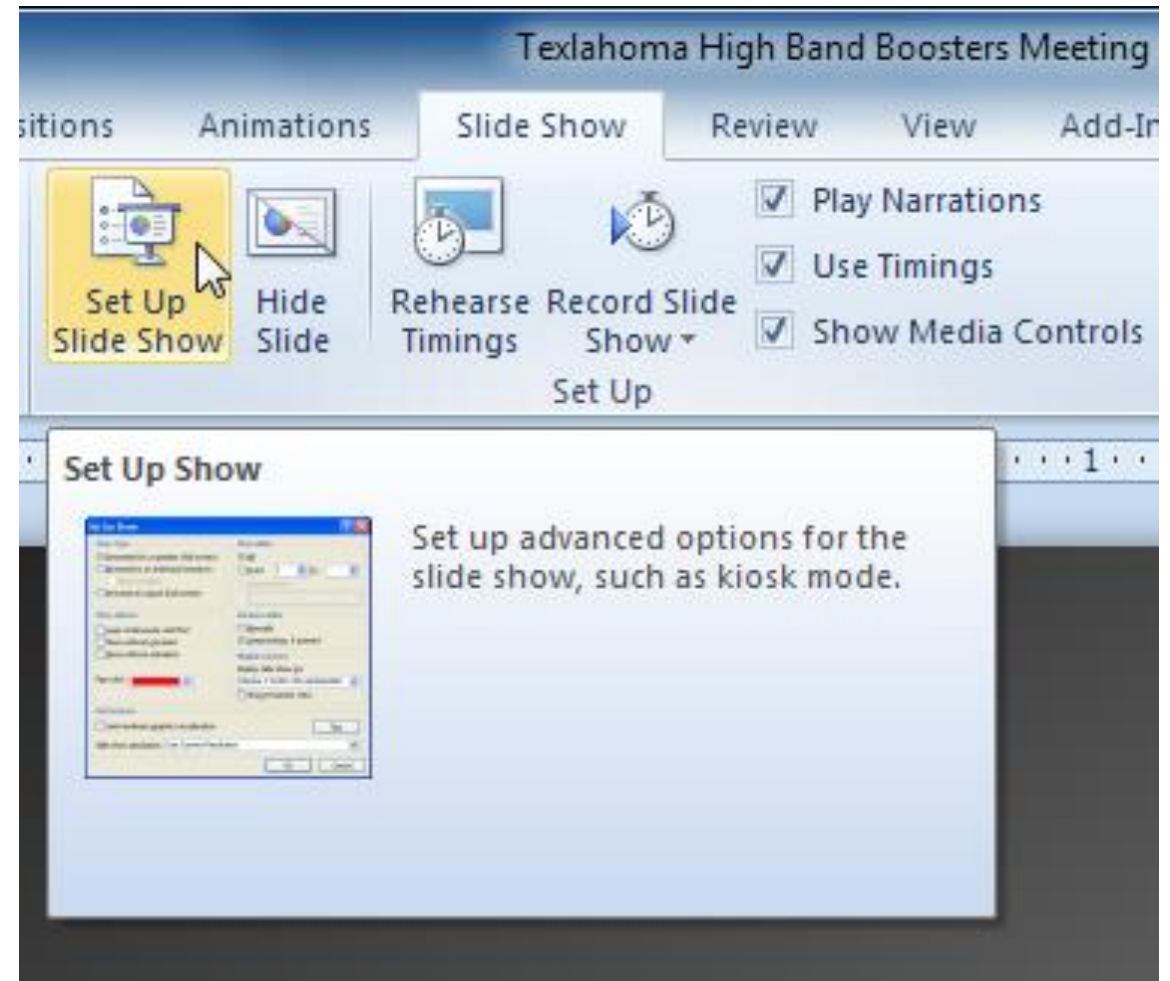 Texlahoma High Band Boosters Meeting
sitions Animations Slide Show Review View Add-In
Set Up
Slide Show
Hide
Slide
Rehearse
Timings
Record Slide
Show
Play Narrations
Use Timings
Show Media Controls
Set Up
1
Set Up Show
Set up advanced options for the
slide show, such as kiosk mode.